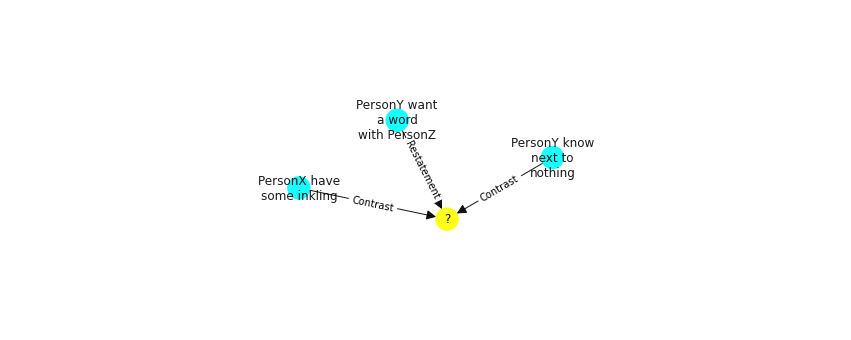 PersonY want
a word
with PersonZ
Restatement
PersonY know
next to
nothing
Contrast
PersonX have
some inkling
Contrast
?